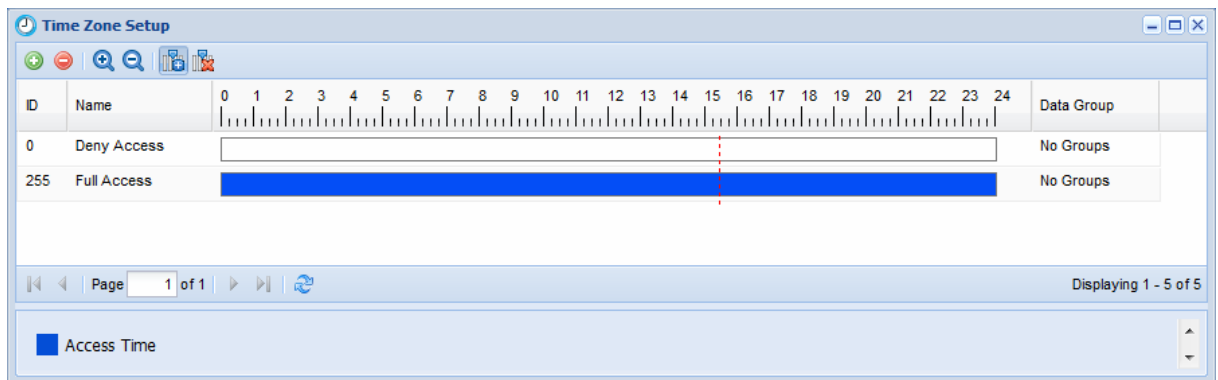 Time Zone Setup
ID Name 0 1 2 3 4 5 6 7 8 9 10 11 12 13 14 15 16 17 18 19 20 21 22 23 24 Data Group
0 Deny Access No Groups
255 Full Access No Groups
Page 1 of 1 Displaying 1 - 5 of 5
Access Time